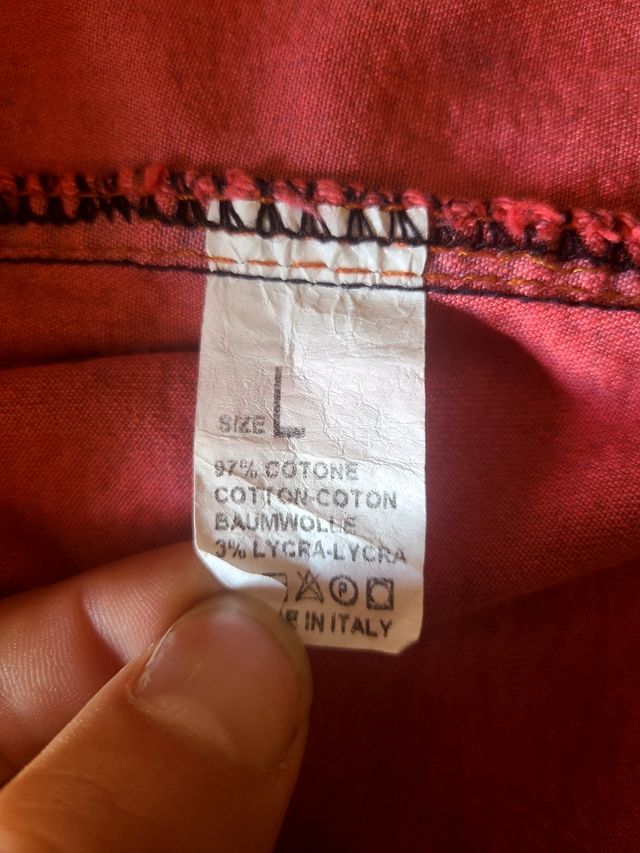 SIZE L
97% COTONE
COTTON-COTON
BAUMWOLLE
3% LYCRA-LYCRA
P
IN ITALY